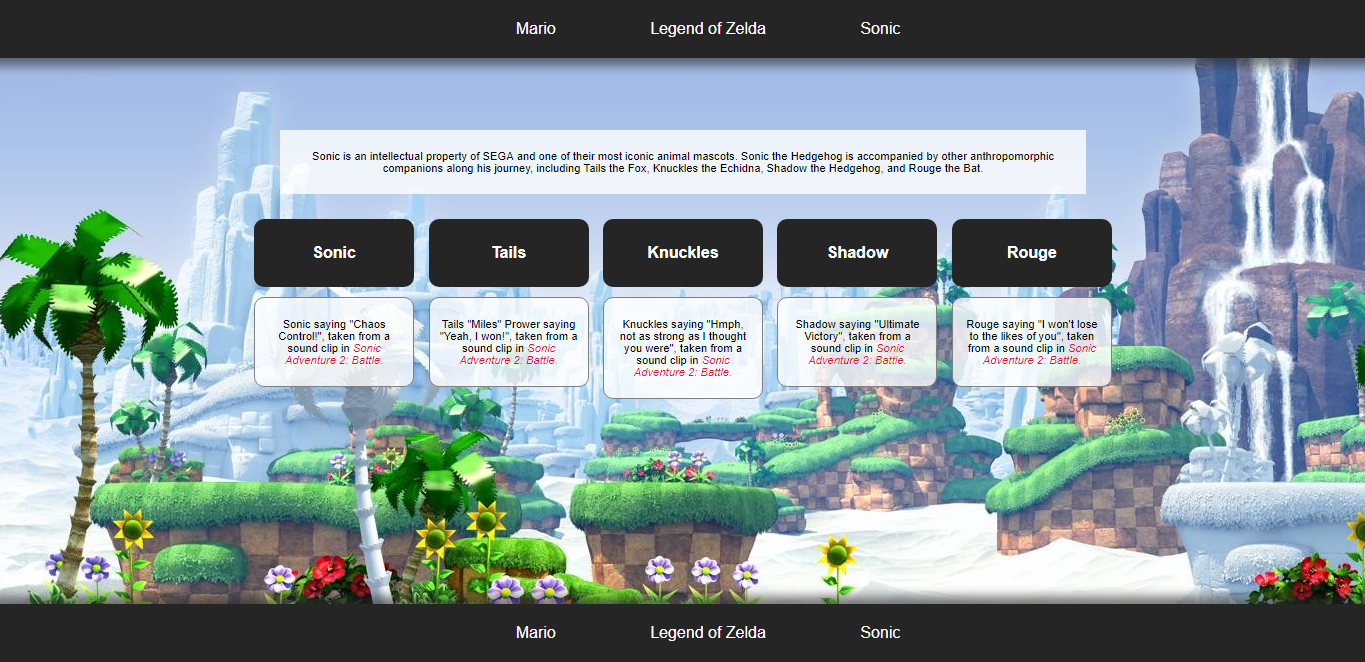 Mario Legend of Zelda Sonic
Sonic is an intellectual property of SEGA and one of their most iconic animal mascots. Sonic the Hedgehog is accompanied by other anthropomorphic
companions along his journey, including Tails the Fox, Knuckles the Echidna, Shadow the Hedgehog, and Rouge the Bat.
Sonic
Tails
Knuckles
Shadow
Rouge
Sonic saying "Chaos
Control!", taken from a
sound clip in Sonic
Adventure 2: Battle.
Tails "Miles" Prower saying
"Yeah, I won!", taken from a
sound clip in Sonic
Adventure 2: Battle.
Knuckles saying "Hmph,
not as strong as I thought
you were", taken from a
sound clip in Sonic
Adventure 2: Battle.
Shadow saying "Ultimate
Victory", taken from a
sound clip in Sonic
Adventure 2: Battle.
Rouge saying "I won't lose
to the likes of you", taken
from a sound clip in Sonic
Adventure 2: Battle.
Mario Legend of Zelda Sonic